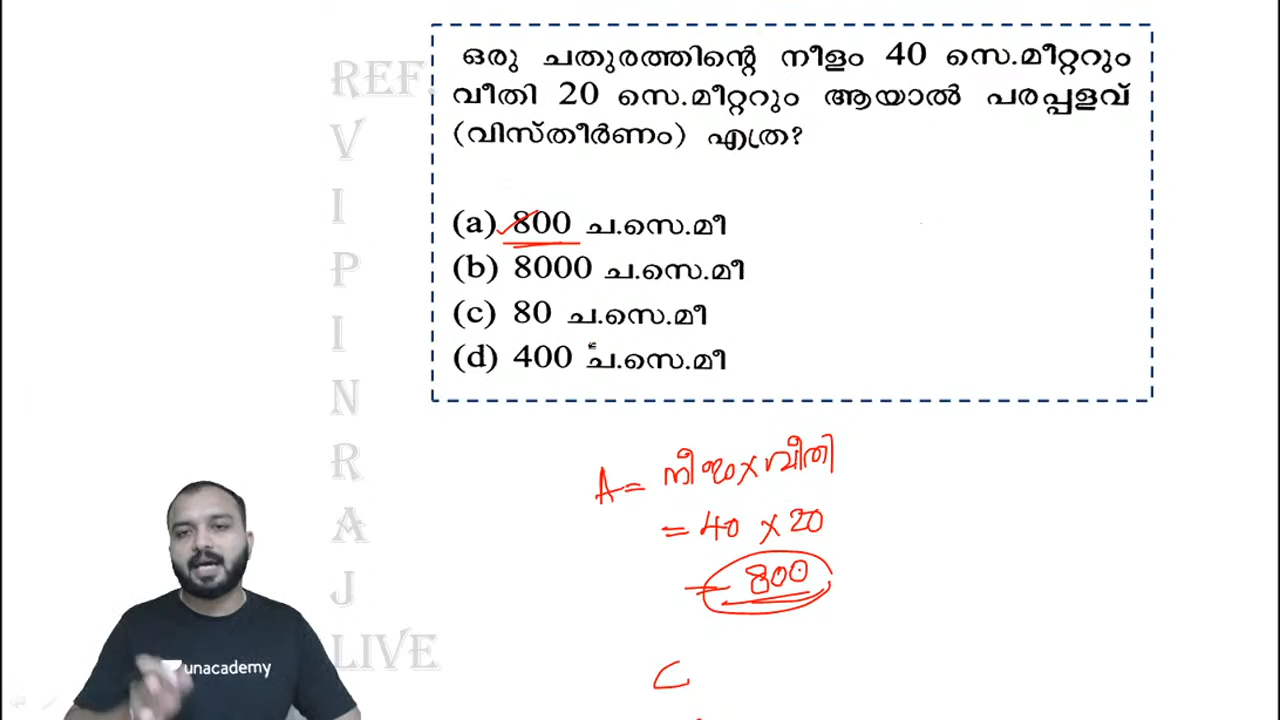 ഒരു ചതുരത്തിന്റെ നീളം 40 സെ.മീറ്ററും
വീതി 20 സെ.മീറ്ററും ആയാൽ പരപ്പളവ്
(വിസ്തീർണം) എത്ര?
(a) 800 ച.സെ.മീ
(b) 8000 ച.സെ.മീ
(c) 80 ച.സെ.മീ
(d) 400 ച.സെ.മീ
A = നീളം x വീതി
= 40 x 20
= 800
REF.
V
I
P
I
N
R
A
J
LIVE
unacademy